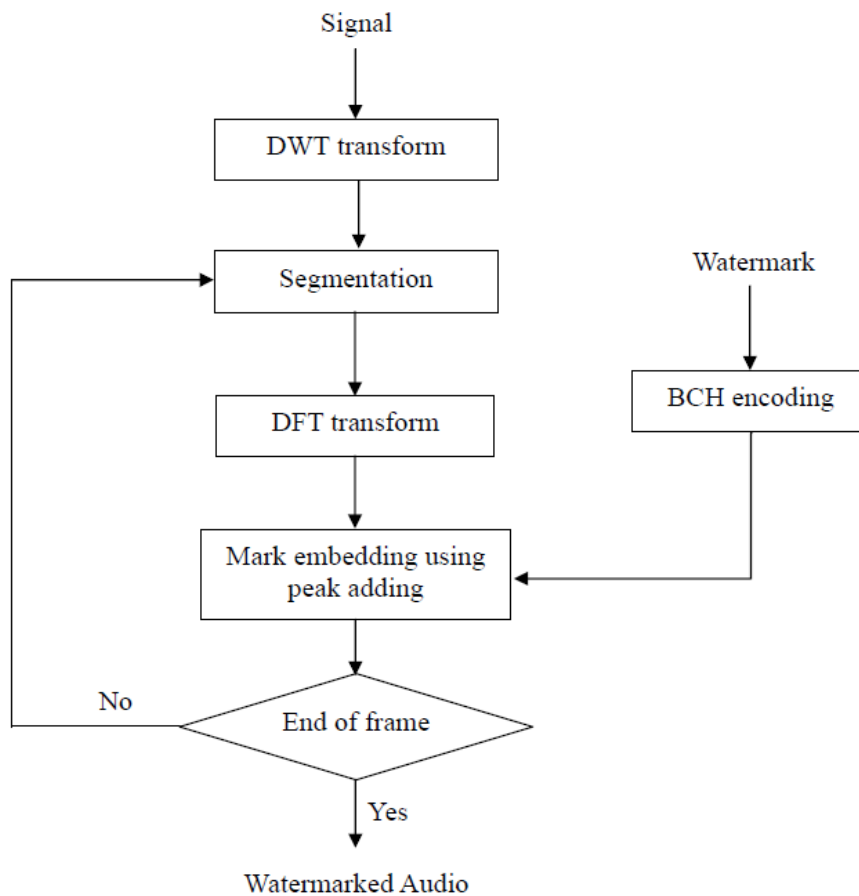 Signal
DWT transform
Segmentation
Watermark
BCH encoding
DFT transform
Mark embedding using
peak adding
No
End of frame
Yes
Watermarked Audio